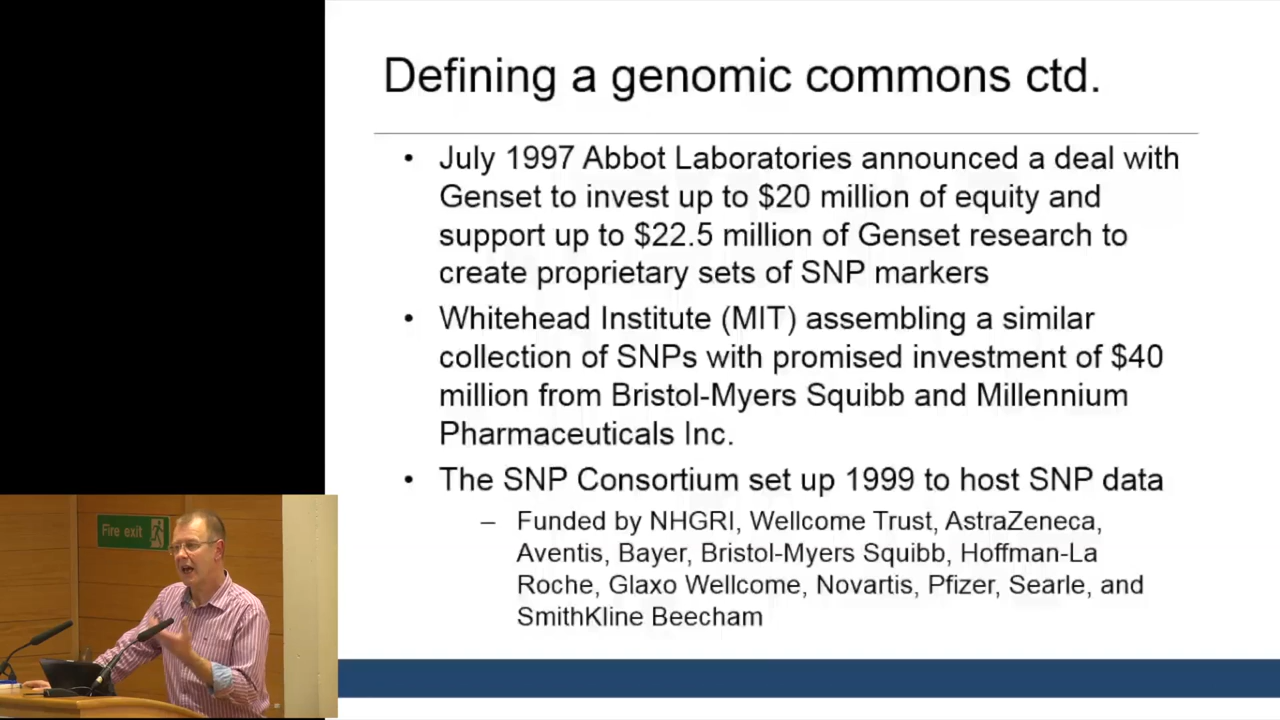 Defining a genomic commons ctd.
• July 1997 Abbot Laboratories announced a deal with
Genset to invest up to $20 million of equity and
support up to $22.5 million of Genset research to
create proprietary sets of SNP markers
• Whitehead Institute (MIT) assembling a similar
collection of SNPs with promised investment of $40
million from Bristol-Myers Squibb and Millennium
Pharmaceuticals Inc.
• The SNP Consortium set up 1999 to host SNP data
– Funded by NHGRI, Wellcome Trust, AstraZeneca,
Aventis, Bayer, Bristol-Myers Squibb, Hoffman-La
Roche, Glaxo Wellcome, Novartis, Pfizer, Searle, and
SmithKline Beecham
Fire exit